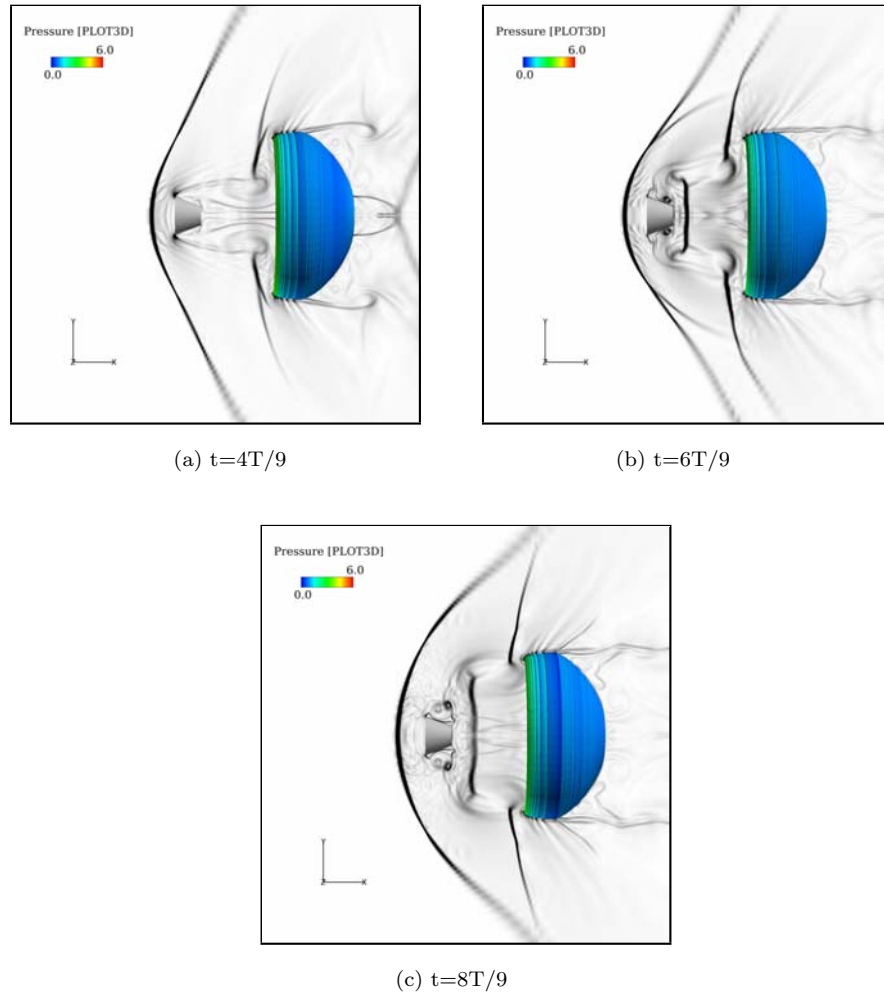 Pressure [PLOT3D]
6.0
0.0
Y
Z
X
(a) t=4T/9
Pressure [PLOT3D]
6.0
0.0
Y
Z
X
(b) t=6T/9
Pressure [PLOT3D]
6.0
0.0
Y
Z
X
(c) t=8T/9